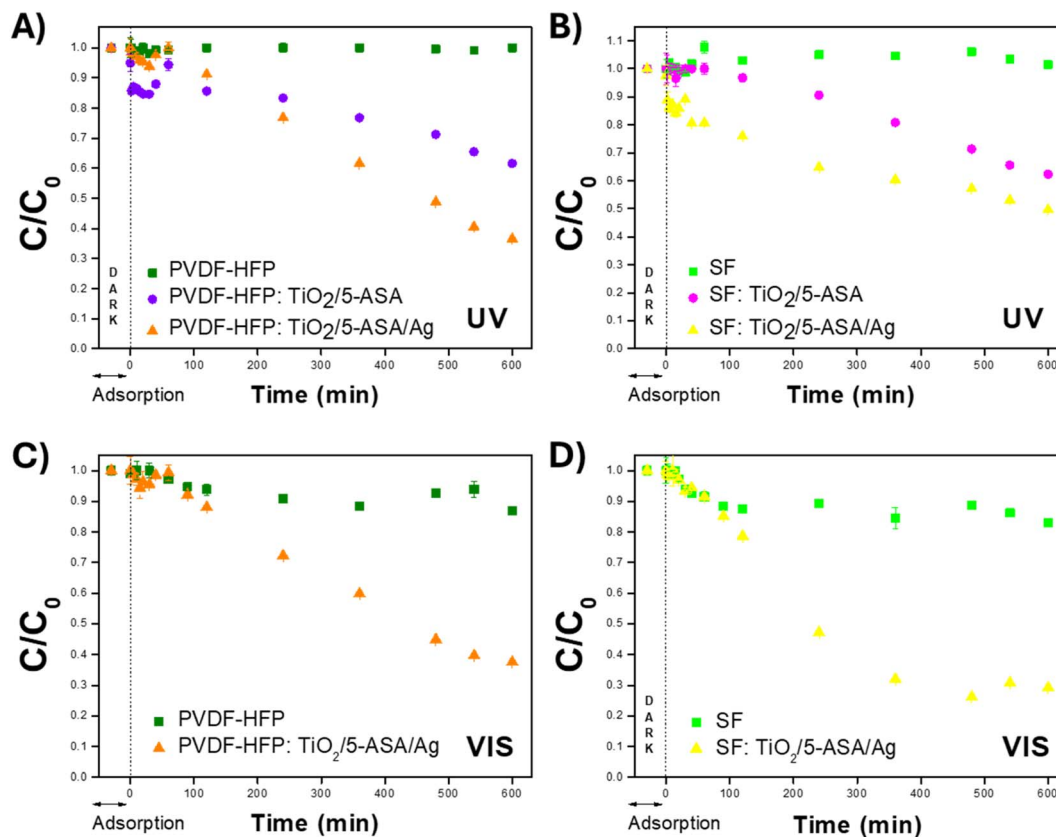 A)
1.0
0.9
0.8
0.7
0.6
0.5
0.4
0.3
0.2
0.1
0.0
C/C0
D
A
R
K
PVDF-HFP
PVDF-HFP: TiO2/5-ASA
PVDF-HFP: TiO2/5-ASA/Ag
UV
0 100 200 300 400 500 600
Adsorption
Time (min)
B)
1.1
1.0
0.9
0.8
0.7
0.6
0.5
0.4
0.3
0.2
0.1
0.0
C/C0
D
A
R
K
SF
SF: TiO2/5-ASA
SF: TiO2/5-ASA/Ag
UV
0 100 200 300 400 500 600
Adsorption
Time (min)
C)
1.0
0.9
0.8
0.7
0.6
0.5
0.4
0.3
0.2
0.1
0.0
C/C0
PVDF-HFP
PVDF-HFP: TiO2/5-ASA/Ag
VIS
0 100 200 300 400 500 600
Adsorption
Time (min)
D)
1.0
0.9
0.8
0.7
0.6
0.5
0.4
0.3
0.2
0.1
0.0
C/C0
D
A
R
K
SF
SF: TiO2/5-ASA/Ag
VIS
0 100 200 300 400 500 600
Adsorption
Time (min)